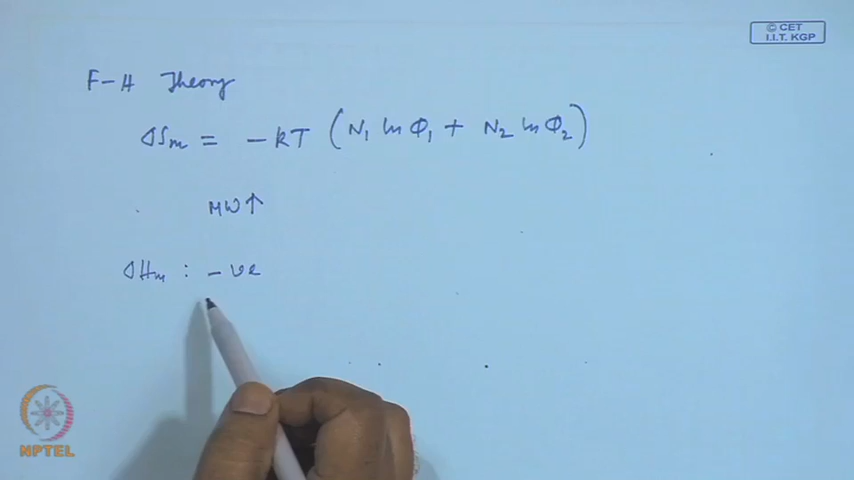 © CET
I.I.T. KGP
F-H Theory
ΔSm = -kT (N1 ln Φ1 + N2 ln Φ2)
MW↑
ΔHm : -ve
NPTEL